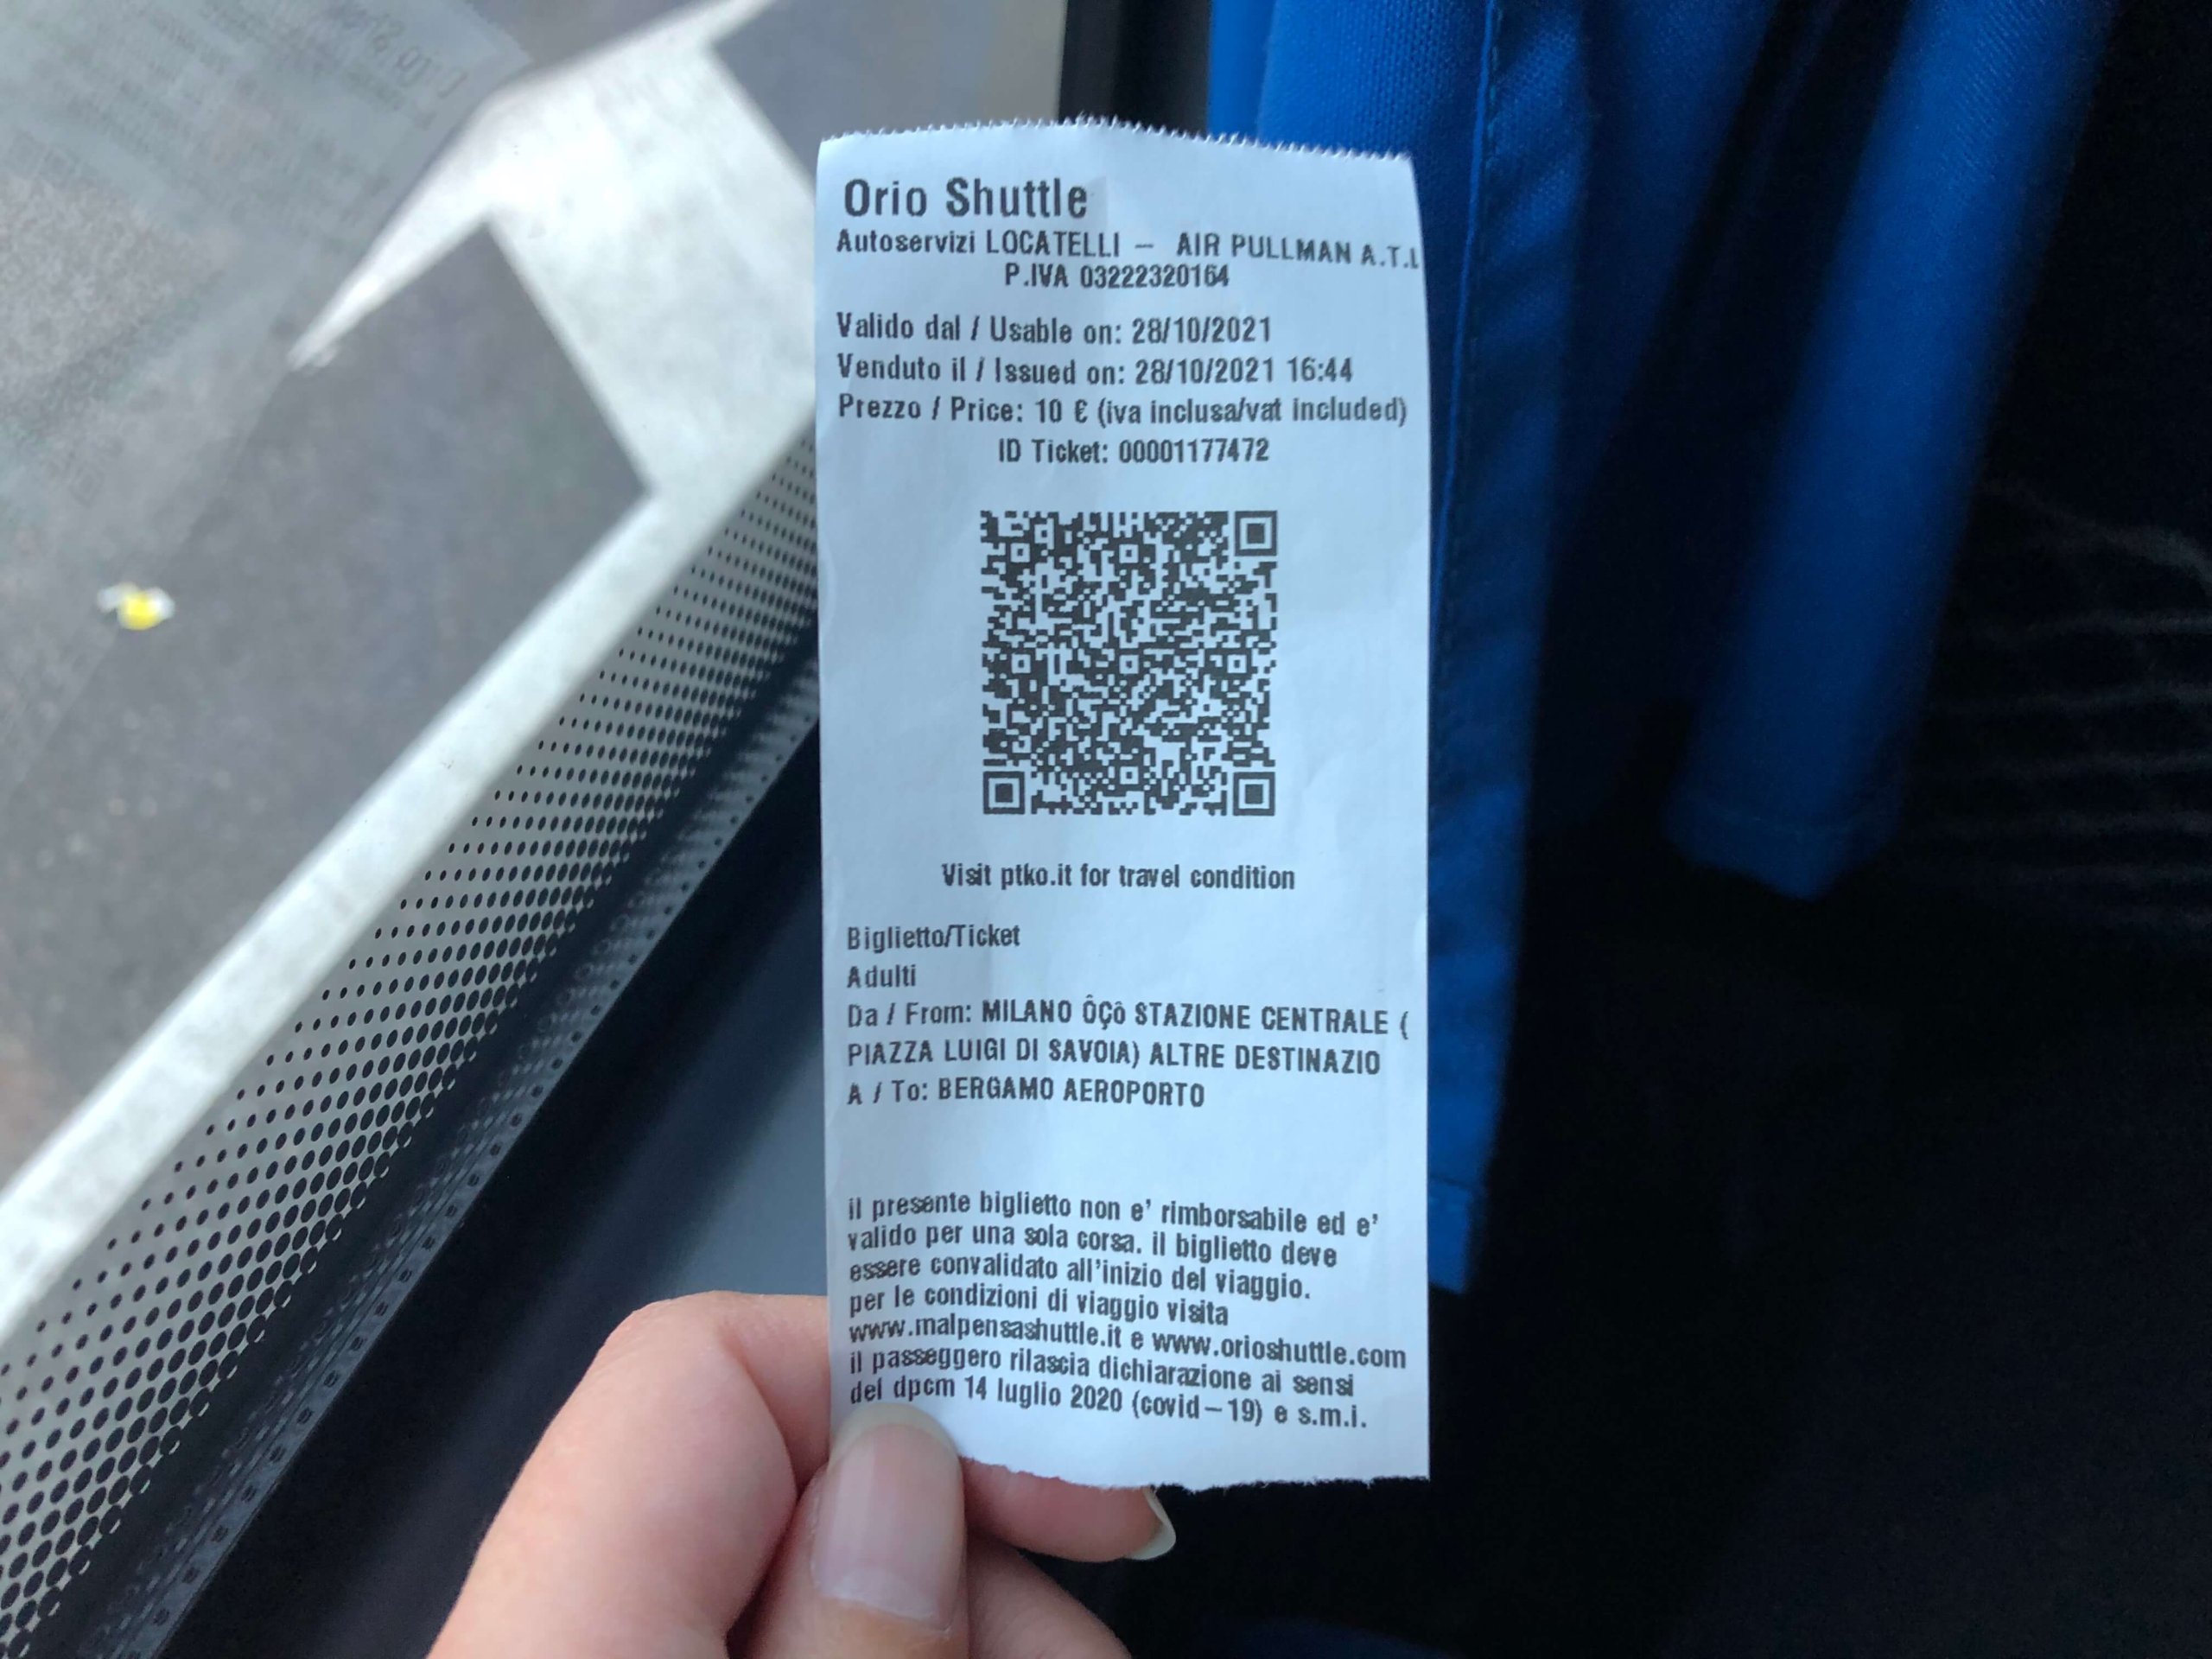 Orio Shuttle
Autoservizi LOCATELLI – AIR PULLMAN A.T.I
P.IVA 03222320164
Valido dal / Usable on: 28/10/2021
Venduto il / Issued on: 28/10/2021 16:44
Prezzo / Price: 10 € (iva inclusa/vat included)
ID Ticket: 00001177472
Visit ptko.it for travel condition
Biglietto/Ticket
Adulti
Da / From: MILANO ÔÇô STAZIONE CENTRALE (
PIAZZA LUIGI DI SAVOIA) ALTRE DESTINAZIO
A / To: BERGAMO AEROPORTO
il presente biglietto non e' rimborsabile ed e'
valido per una sola corsa. il biglietto deve
essere convalidato all'inizio del viaggio.
per le condizioni di viaggio visita
www.malpensashuttle.it e www.orioshuttle.com
il passeggero rilascia dichiarazione ai sensi
del dpcm 14 luglio 2020 (covid–19) e s.m.i.